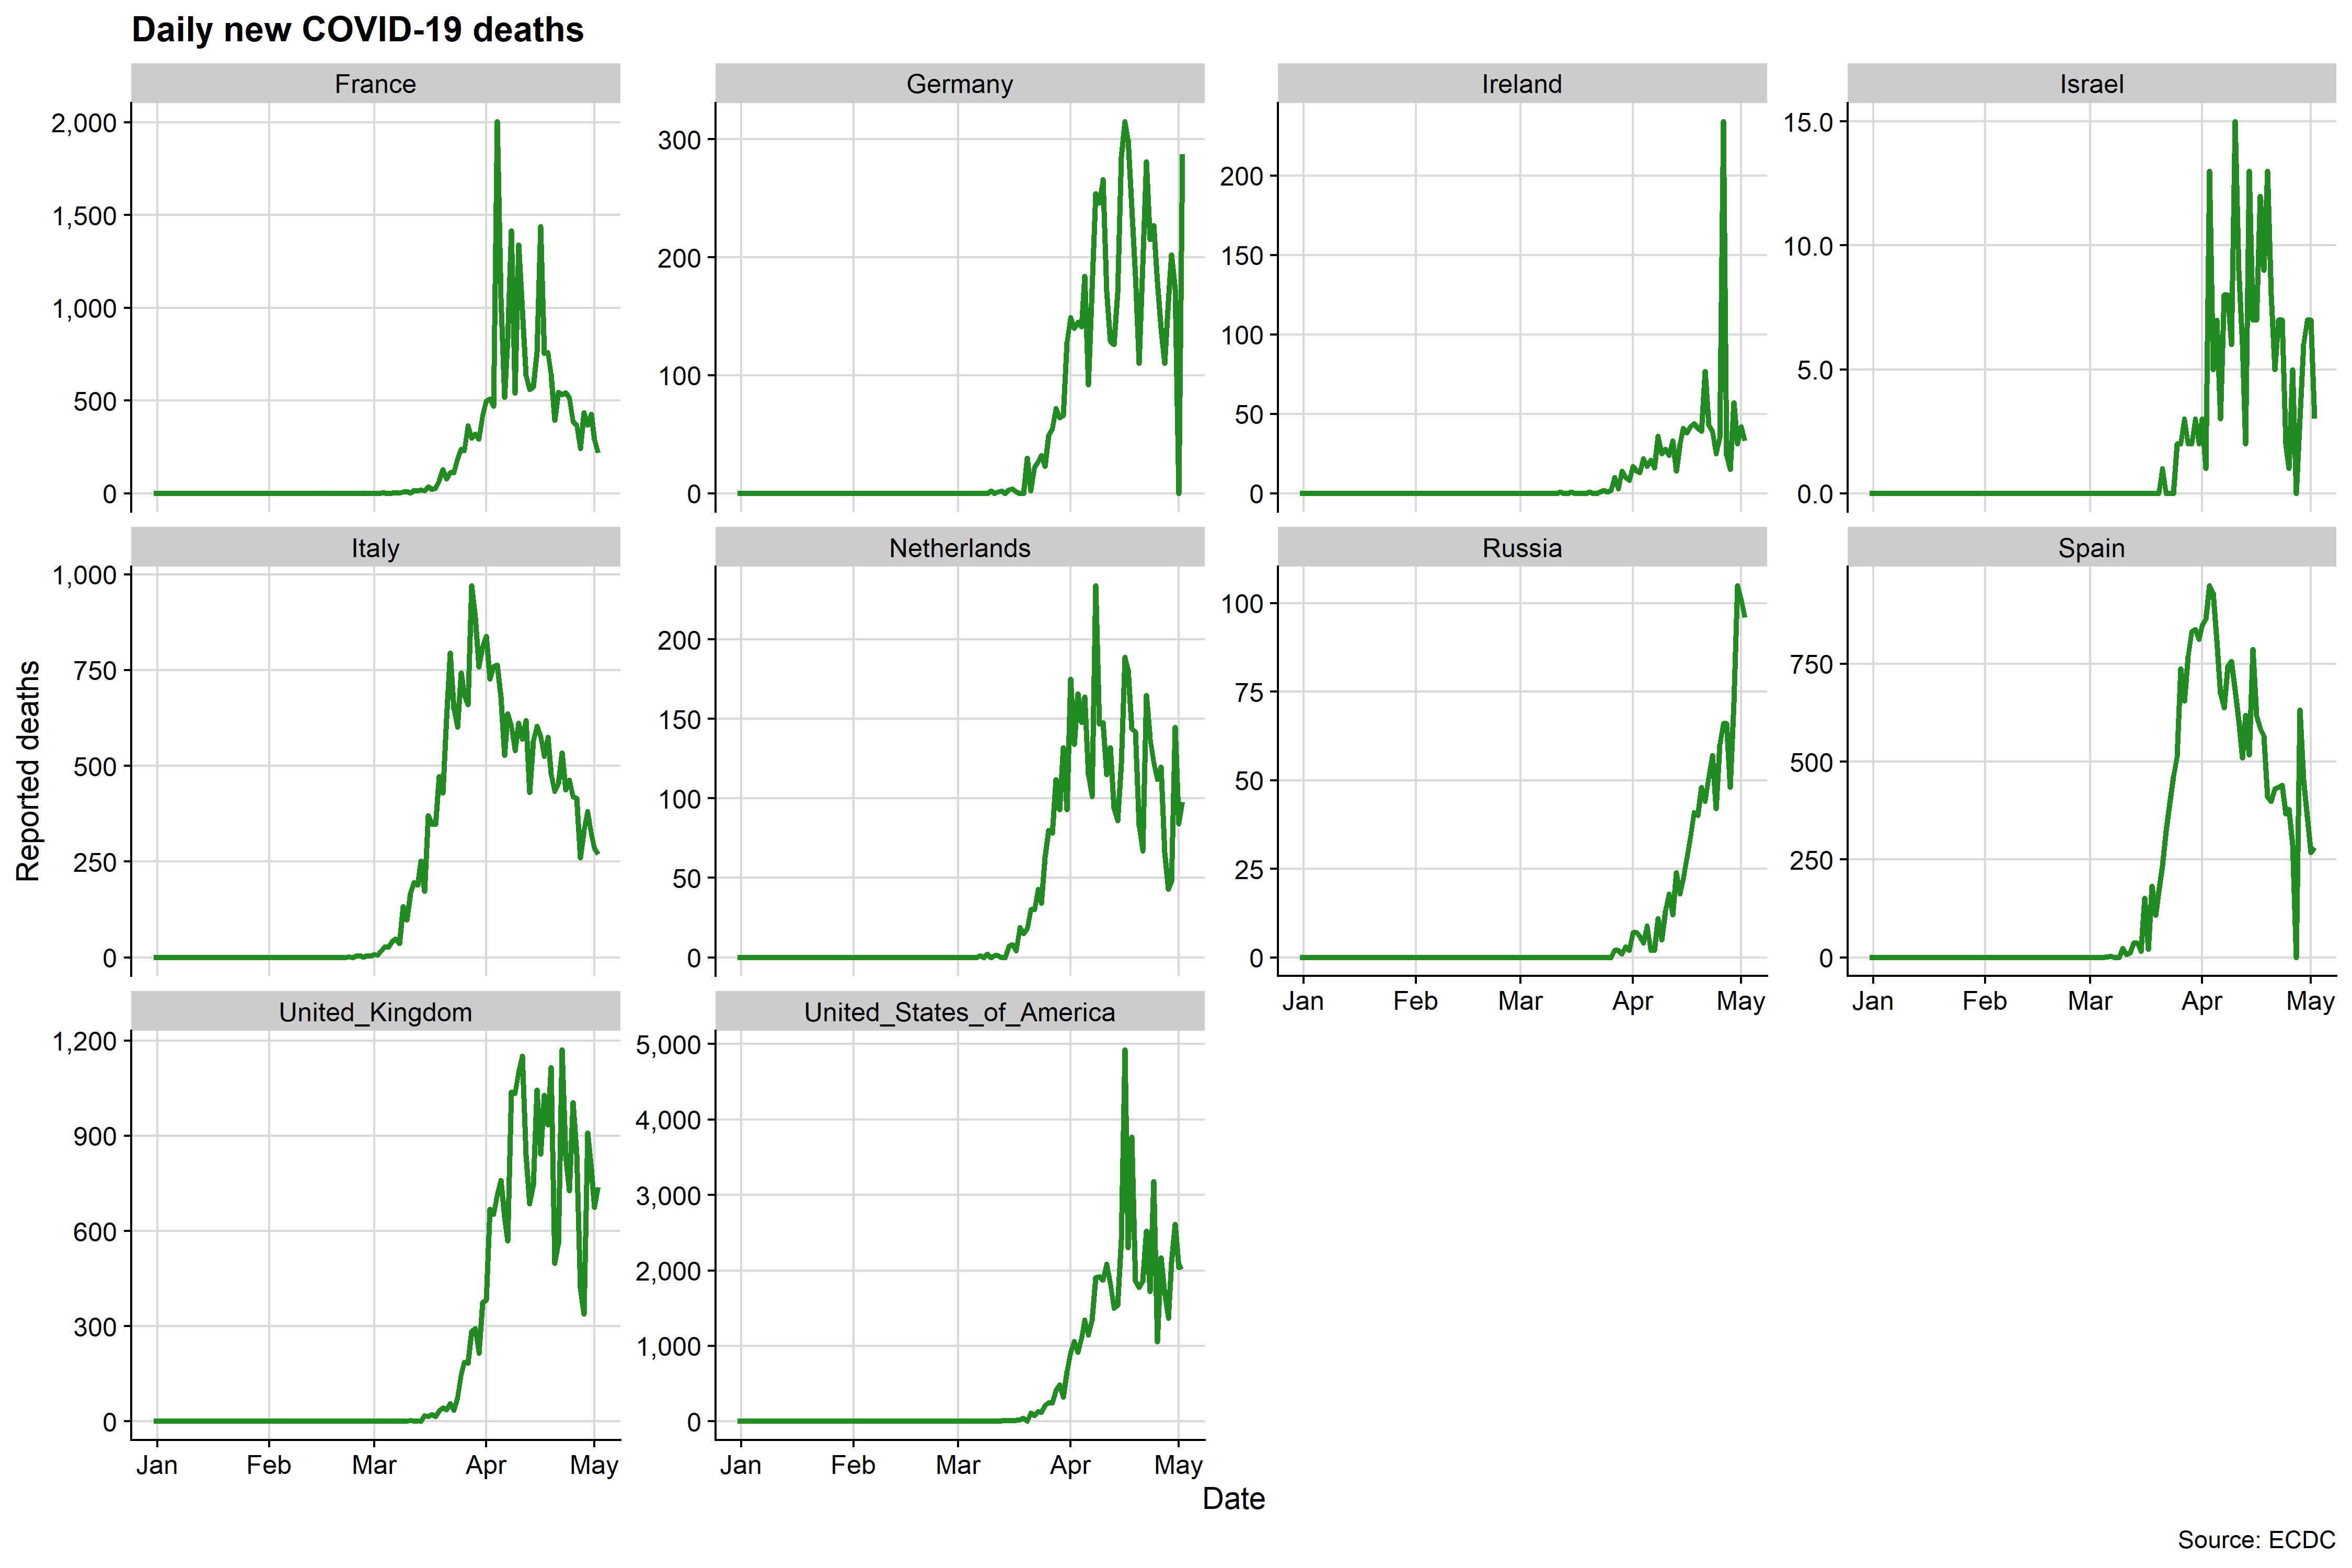 Daily new COVID-19 deaths
France
Germany
Ireland
Israel
2,000
1,500
1,000
500
0
300
200
100
0
200
150
100
50
0
15.0
10.0
5.0
0.0
Italy
Netherlands
Russia
Spain
1,000
750
500
250
0
200
150
100
50
0
100
75
50
25
0
750
500
250
0
Jan Feb Mar Apr May
Jan Feb Mar Apr May
United_Kingdom
United_States_of_America
1,200
900
600
300
0
5,000
4,000
3,000
2,000
1,000
0
Jan Feb Mar Apr May
Jan Feb Mar Apr May
Reported deaths
Date
Source: ECDC